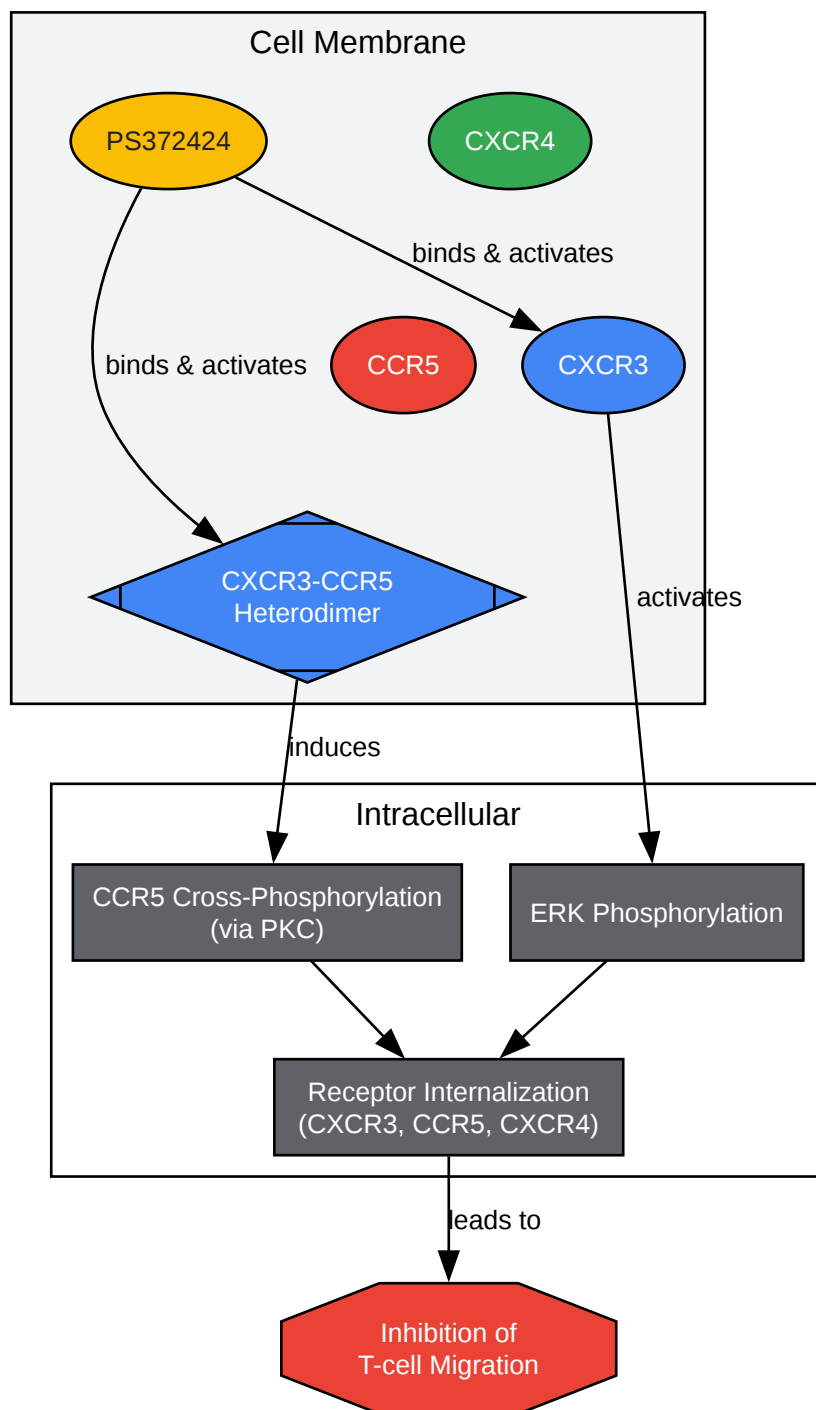 Cell Membrane
PS372424
CXCR4
binds & activates
binds & activates
CCR5
CXCR3
CXCR3-CCR5
Heterodimer
activates
induces
Intracellular
CCR5 Cross-Phosphorylation
(via PKC)
ERK Phosphorylation
Receptor Internalization
(CXCR3, CCR5, CXCR4)
leads to
Inhibition of
T-cell Migration